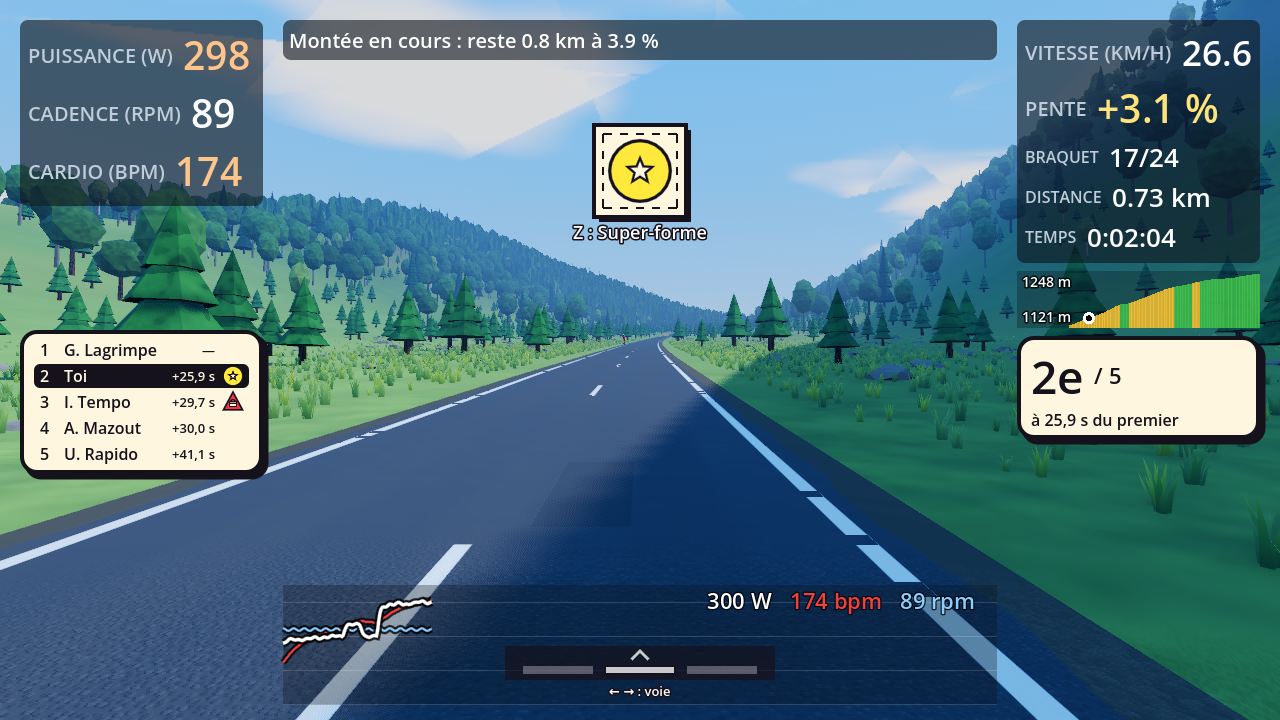 PUISSANCE (W) 298
CADENCE (RPM) 89
CARDIO (BPM) 174
Montée en cours : reste 0.8 km à 3.9 %
Z : Super-forme
VITESSE (KM/H) 26.6
PENTE +3.1 %
BRAQUET 17/24
DISTANCE 0.73 km
TEMPS 0:02:04
1248 m
1121 m
2e / 5
à 25,9 s du premier
1 G. Lagrimpe —
2 Toi +25,9 s
3 I. Tempo +29,7 s
4 A. Mazout +30,0 s
5 U. Rapido +41,1 s
300 W 174 bpm 89 rpm
← → : voie